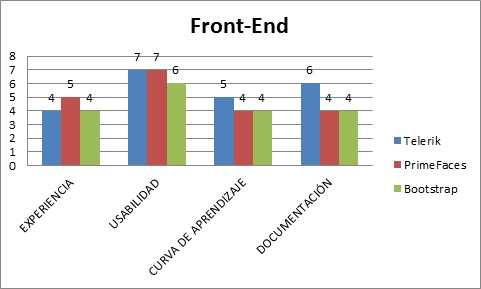 Front-End
8
7
6
5
4
3
2
1
0
4 5 4
7 7 6
5 4 4
6 4 4
EXPERIENCIA
USABILIDAD
CURVA DE APRENDIZAJE
DOCUMENTACIÓN
Telerik
PrimeFaces
Bootstrap